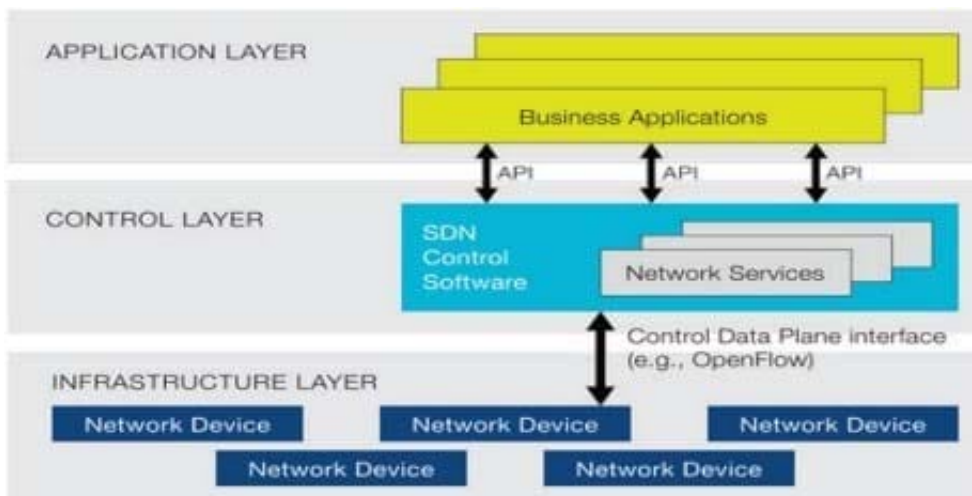 APPLICATION LAYER
Business Applications
API
API
API
CONTROL LAYER
SDN
Control
Software
Network Services
Control Data Plane interface
(e.g., OpenFlow)
INFRASTRUCTURE LAYER
Network Device
Network Device
Network Device
Network Device
Network Device